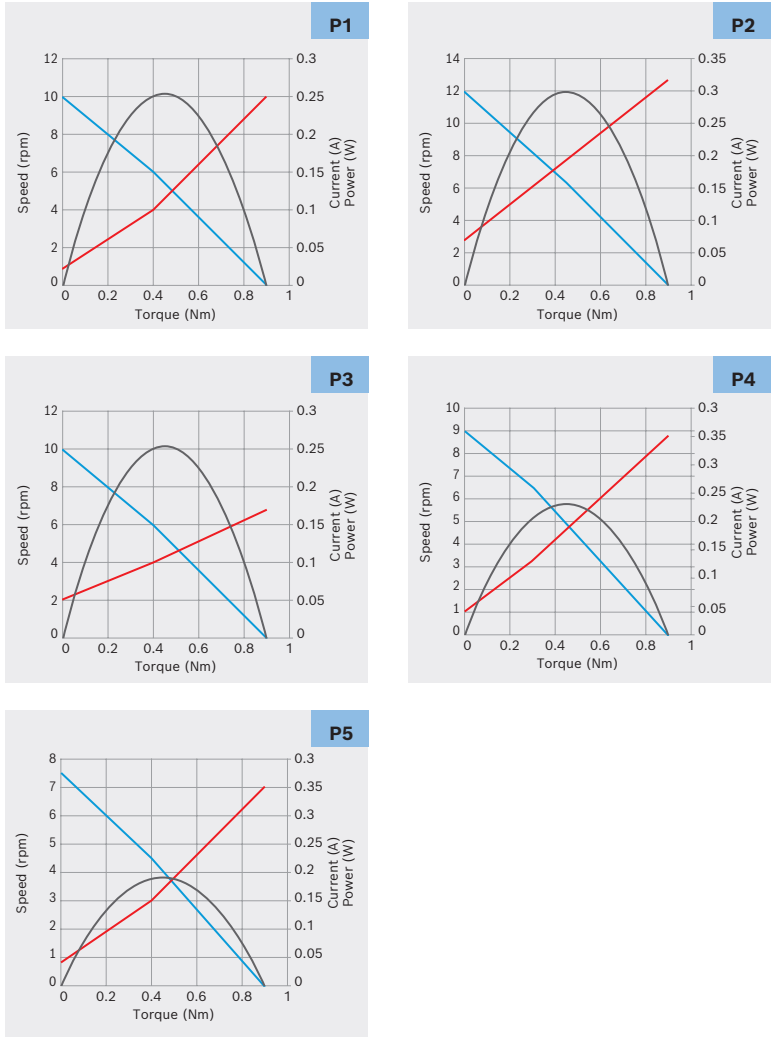 P1
12
10
8
6
4
2
0
Speed (rpm)
0.3
0.25
0.2
0.15
0.1
0.05
0
Current (A)
Power (W)
0 0.2 0.4 0.6 0.8 1
Torque (Nm)
P2
14
12
10
8
6
4
2
0
Speed (rpm)
0.35
0.3
0.25
0.2
0.15
0.1
0.05
0
Current (A)
Power (W)
0 0.2 0.4 0.6 0.8 1
Torque (Nm)
P3
12
10
8
6
4
2
0
Speed (rpm)
0.3
0.25
0.2
0.15
0.1
0.05
0
Current (A)
Power (W)
0 0.2 0.4 0.6 0.8 1
Torque (Nm)
P4
10
9
8
7
6
5
4
3
2
1
0
Speed (rpm)
0.3
0.35
0.3
0.26
0.2
0.15
0.1
0.05
0
Current (A)
Power (W)
0 0.2 0.4 0.6 0.8 1
Torque (Nm)
P5
8
7
6
5
4
3
2
1
0
Speed (rpm)
0.3
0.35
0.3
0.25
0.2
0.15
0.1
0.05
0
Current (A)
Power (W)
0 0.2 0.4 0.6 0.8 1
Torque (Nm)